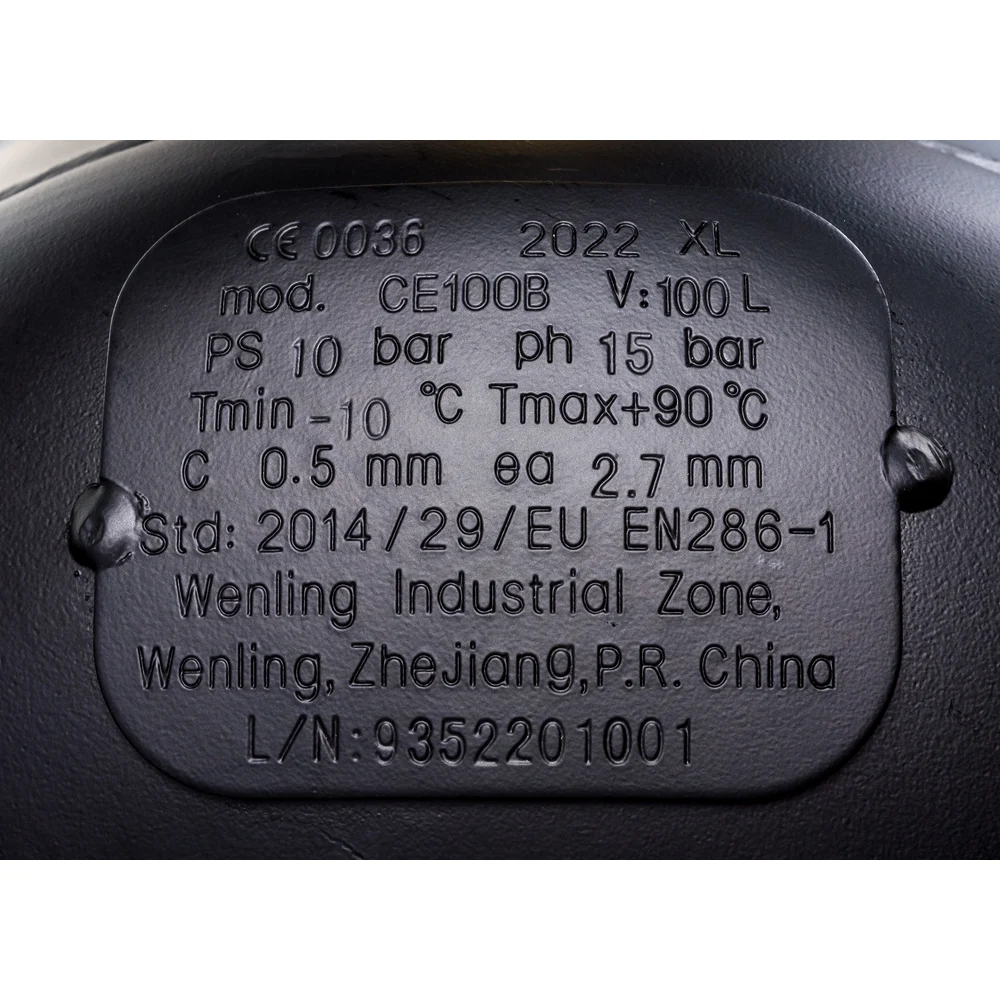 CE 0036 2022 XL
mod. CE100B V:100 L
PS 10 bar ph 15 bar
Tmin -10 °C Tmax+90 °C
C 0.5 mm ea 2.7 mm
Std: 2014/29/EU EN286-1
Wenling Industrial Zone,
Wenling, ZheJiang, P.R. China
L/N:9352201001